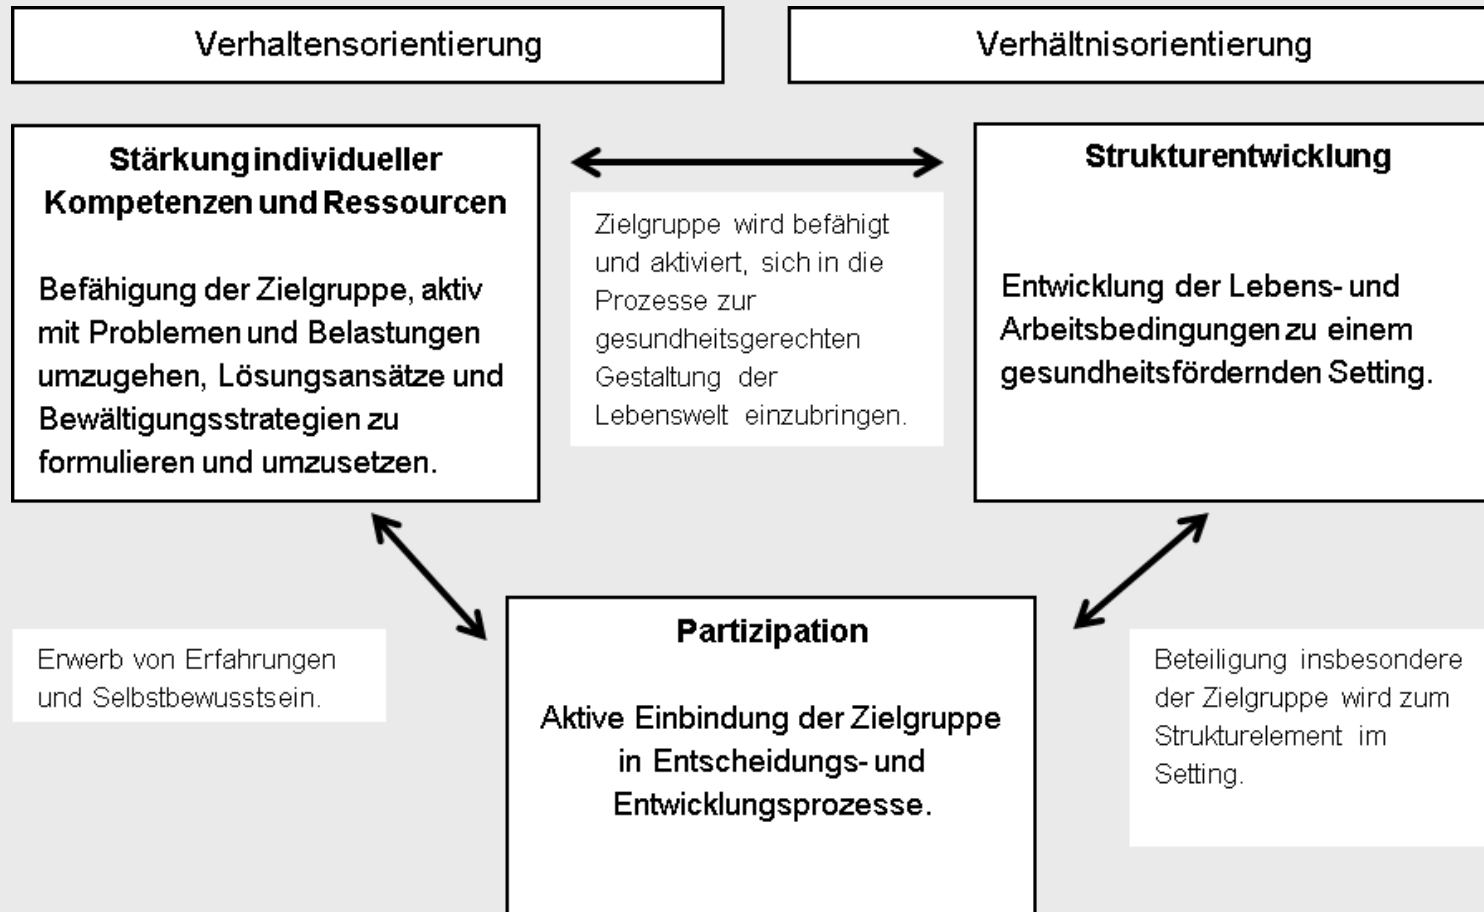 Verhaltensorientierung
Verhältnisorientierung
Stärkung individueller
Kompetenzen und Ressourcen
Befähigung der Zielgruppe, aktiv
mit Problemen und Belastungen
umzugehen, Lösungsansätze und
Bewältigungsstrategien zu
formulieren und umzusetzen.
Zielgruppe wird befähigt
und aktiviert, sich in die
Prozesse zur
gesundheitsgerechten
Gestaltung der
Lebenswelt einzubringen.
Strukturentwicklung
Entwicklung der Lebens- und
Arbeitsbedingungen zu einem
gesundheitsfördernden Setting.
Erwerb von Erfahrungen
und Selbstbewusstsein.
Partizipation
Aktive Einbindung der Zielgruppe
in Entscheidungs- und
Entwicklungsprozesse.
Beteiligung insbesondere
der Zielgruppe wird zum
Strukturelement im
Setting.